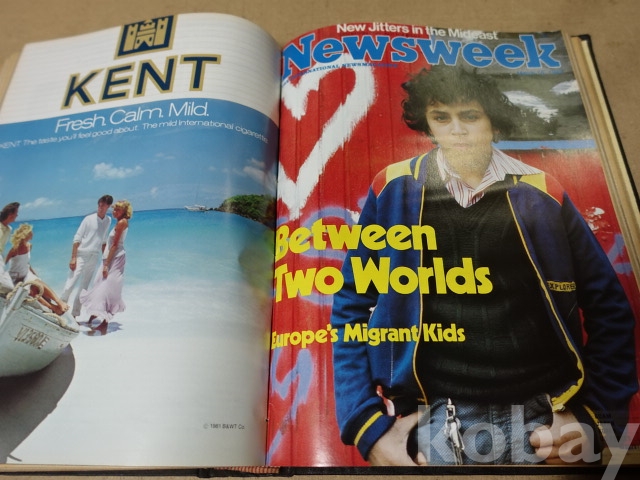 KENT
Fresh. Calm. Mild.
KENT The taste you'll feel good about. The mild international cigarette.
© 1981 B&WT Co.
New Jitters in the Mideast
Newsweek
Between
Two Worlds
Europe's Migrant Kids
EXPLORER
kobay